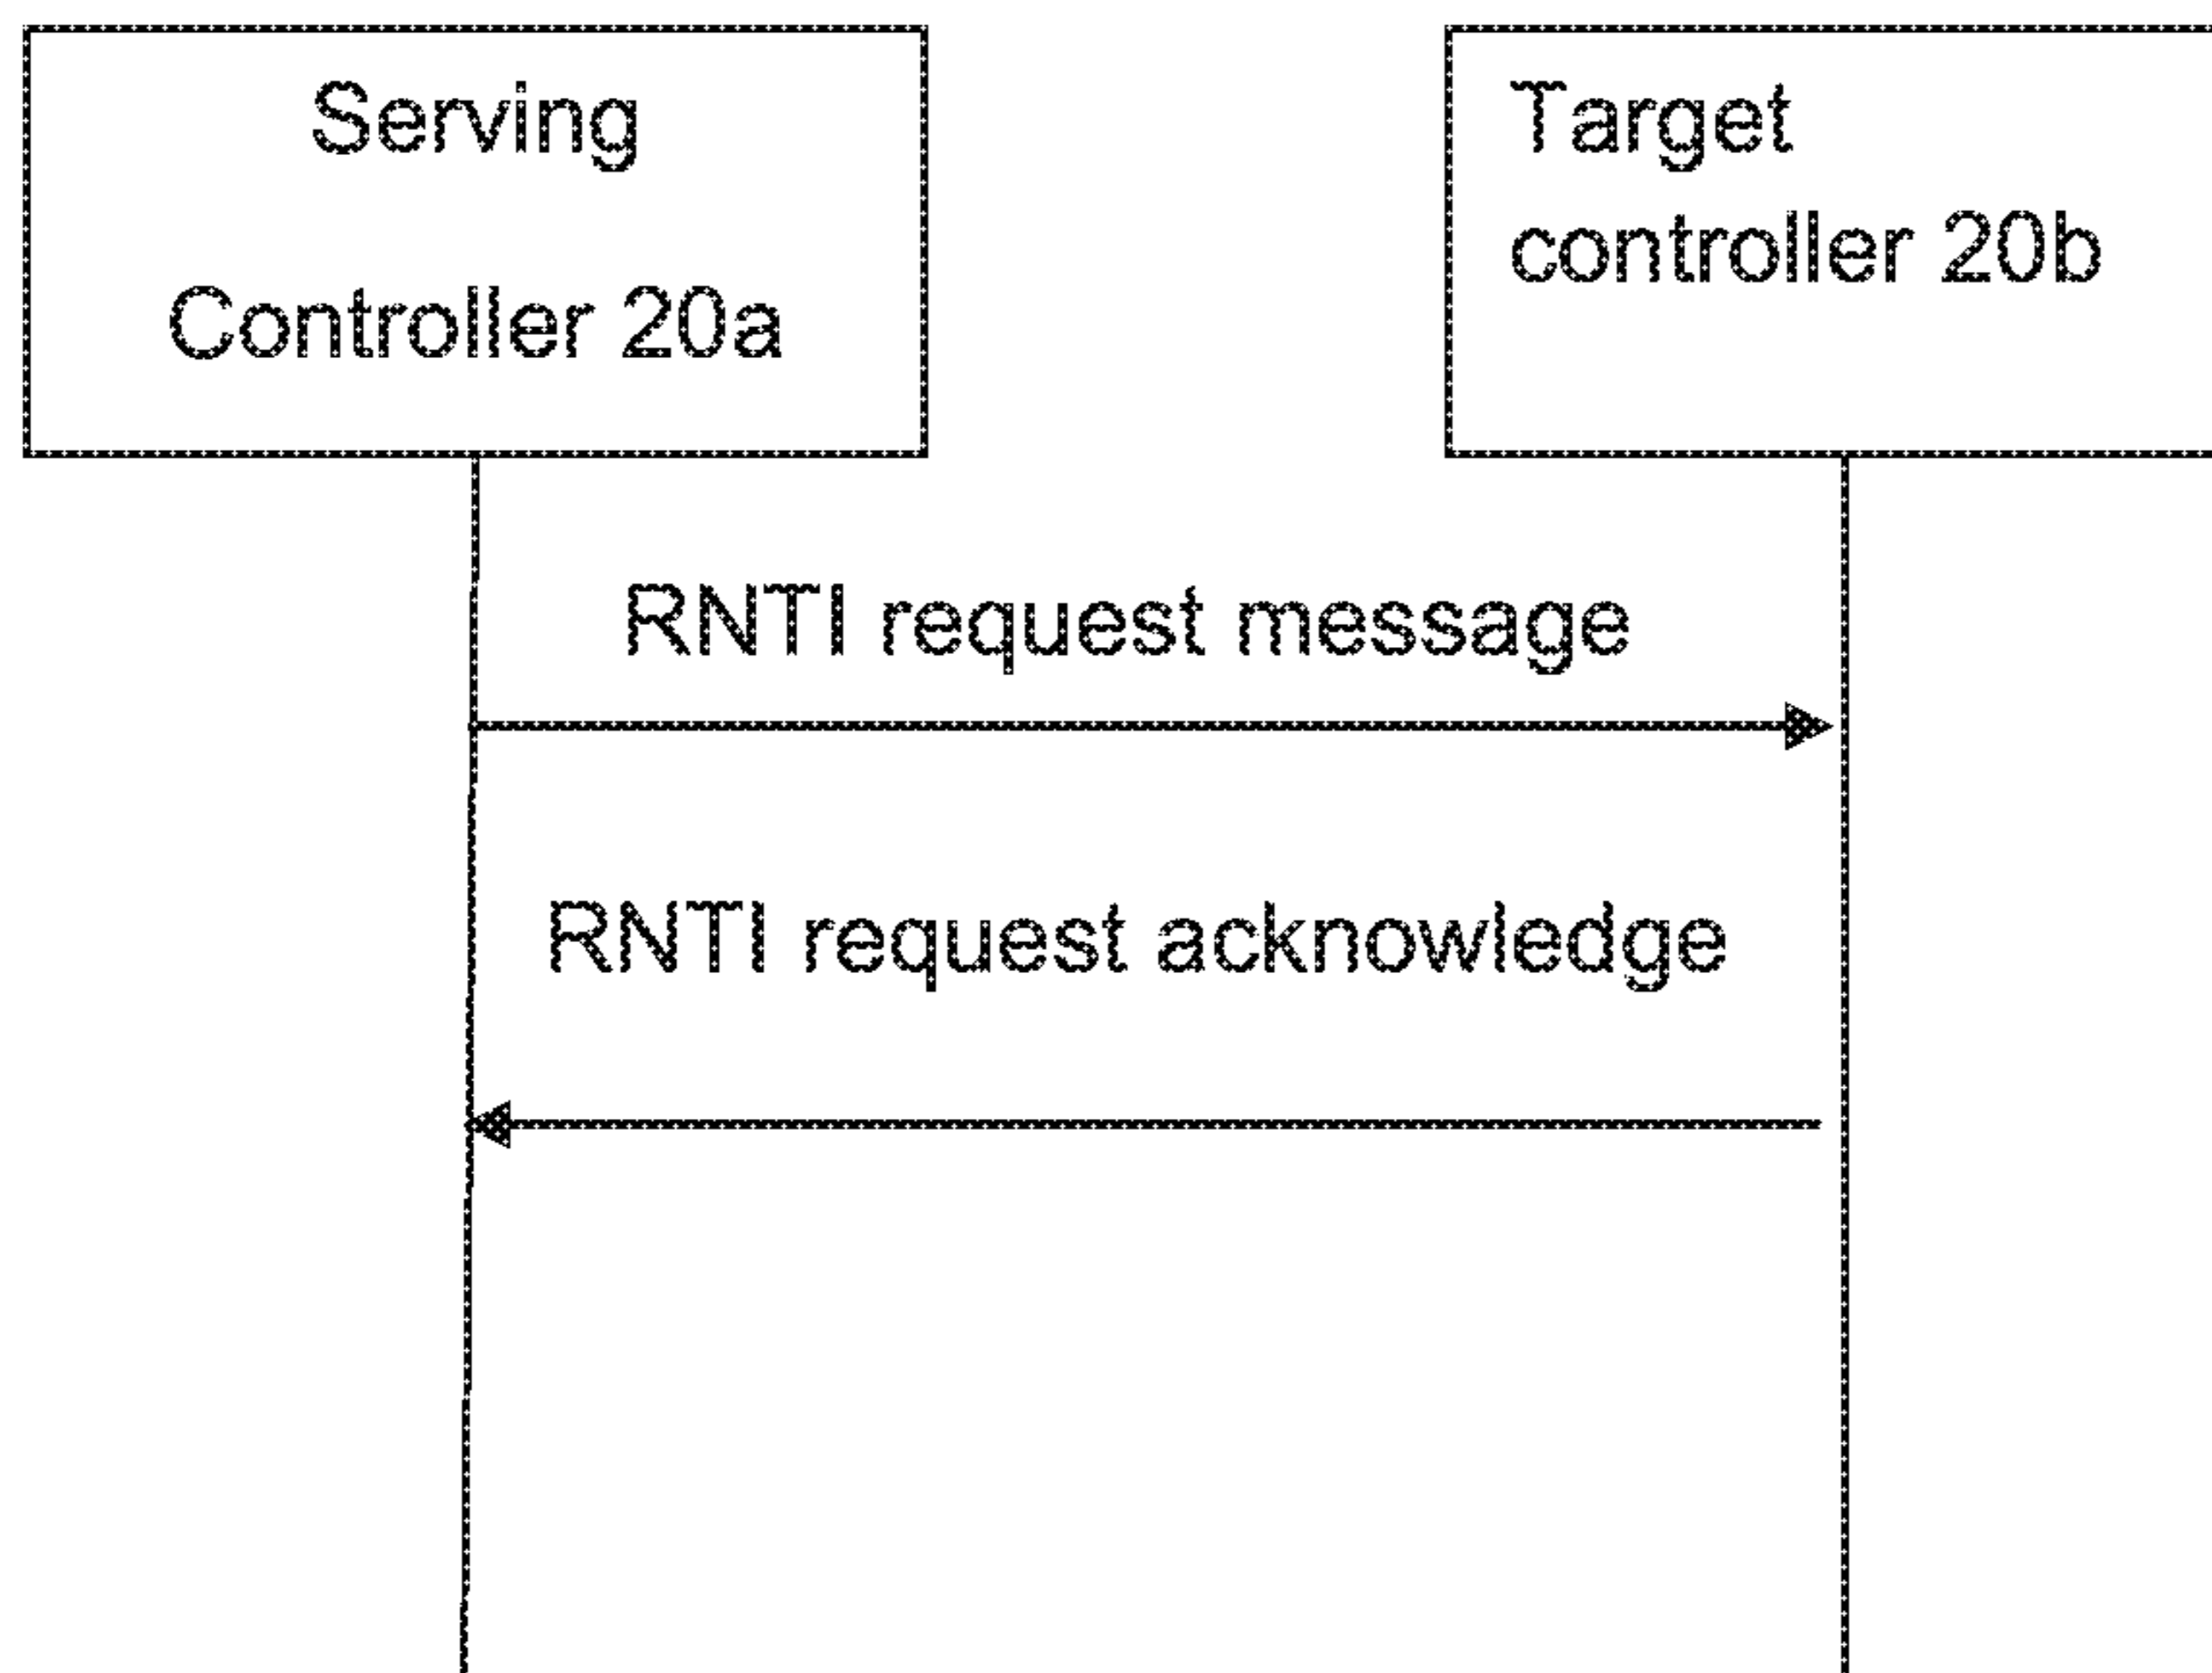 Serving
Controller 20a
Target
controller 20b
RNTI request message
RNTI request acknowledge